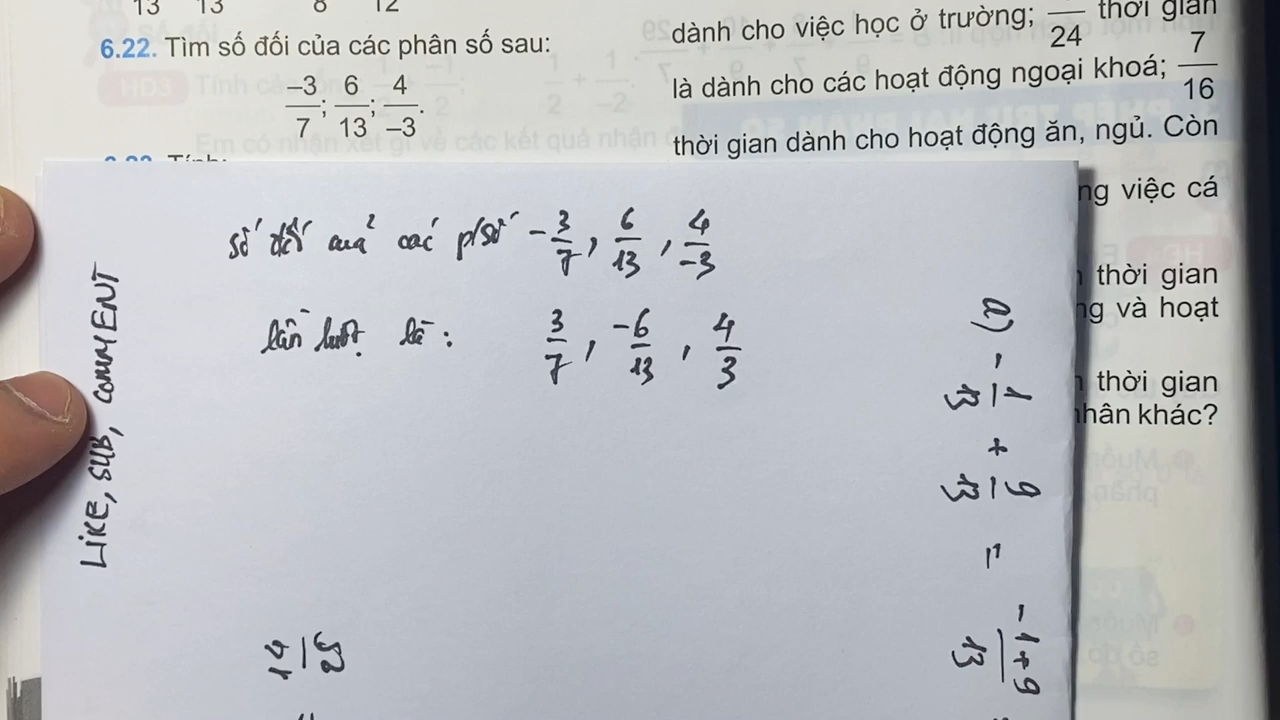 13 13 8 12
6.22. Tìm số đối của các phân số sau:
-3/7; 6/13; 4/-3.
Tính:
dành cho việc học ở trường; /24 thời gian
là dành cho các hoạt động ngoại khoá; 7/16
thời gian dành cho hoạt động ăn, ngủ. Còn
ng việc cá
thời gian
ng và hoạt
thời gian
nhân khác?
số đối của các p/số -3/7, 6/13, 4/-3
lần lượt là: 3/7, -6/13, 4/3
LIKE, SUB, COMMENT
a) -1/13 + 9/13 = -1+9/13